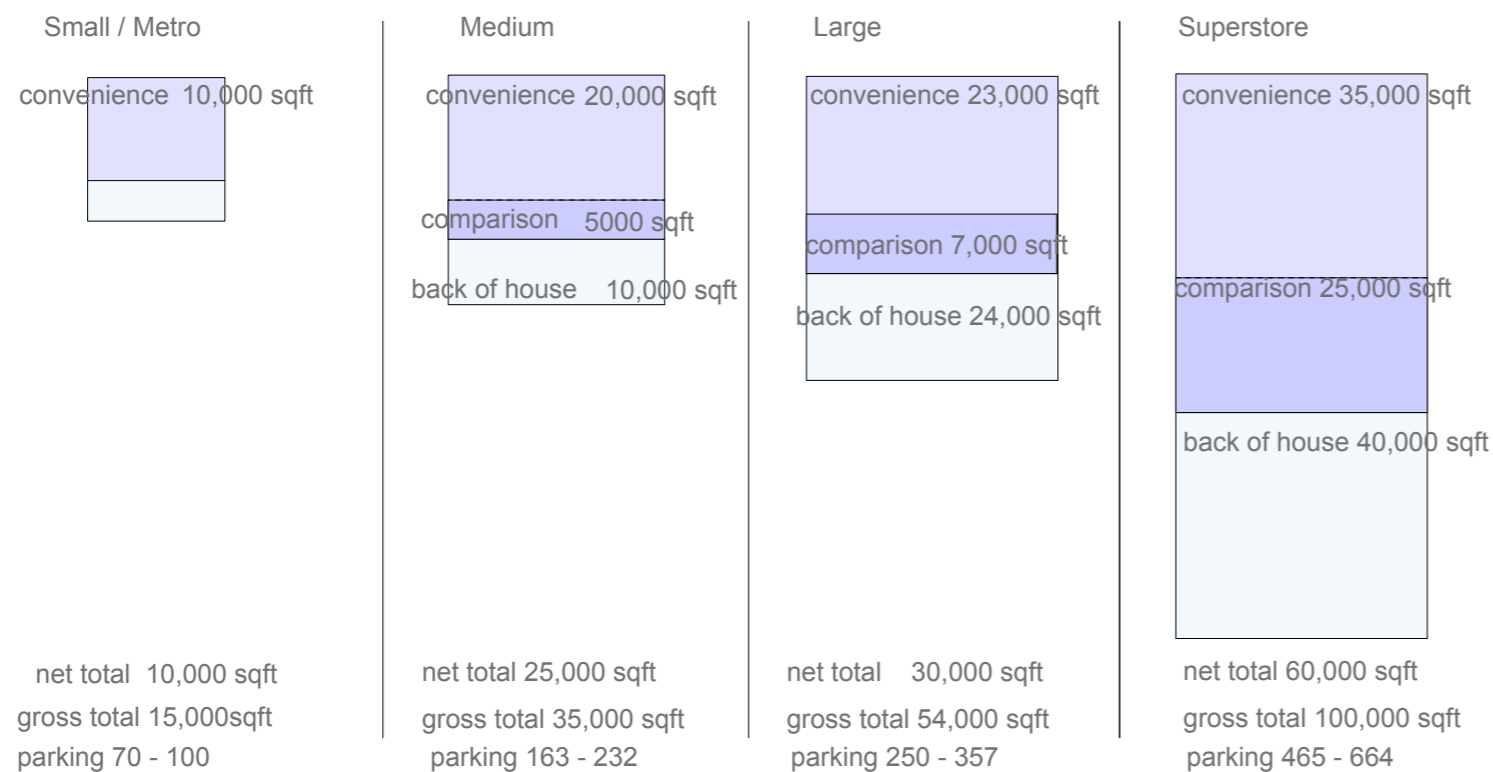 Small / Metro
convenience 10,000 sqft
net total 10,000 sqft
gross total 15,000sqft
parking 70 - 100
Medium
convenience 20,000 sqft
comparison 5000 sqft
back of house 10,000 sqft
net total 25,000 sqft
gross total 35,000 sqft
parking 163 - 232
Large
convenience 23,000 sqft
comparison 7,000 sqft
back of house 24,000 sqft
net total 30,000 sqft
gross total 54,000 sqft
parking 250 - 357
Superstore
convenience 35,000 sqft
comparison 25,000 sqft
back of house 40,000 sqft
net total 60,000 sqft
gross total 100,000 sqft
parking 465 - 664